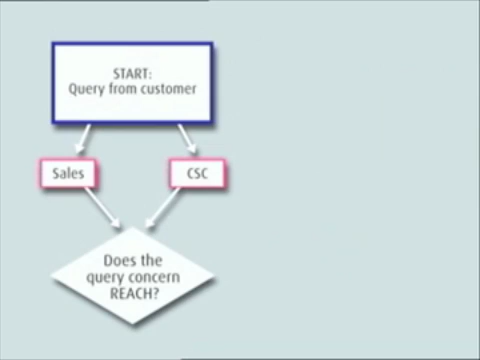 START:
Query from customer
Sales
CSC
Does the
query concern
REACH?